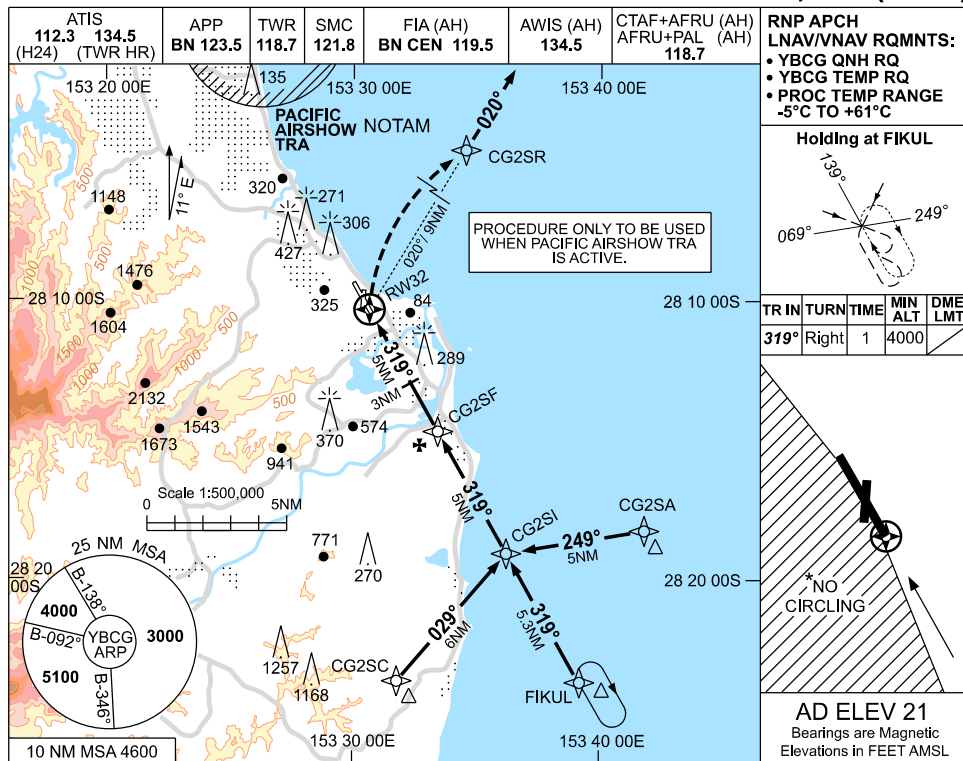 ATIS
112.3 134.5
(H24) (TWR HR)
APP
BN 123.5
TWR
118.7
SMC
121.8
FIA (AH)
BN CEN 119.5
AWIS (AH)
134.5
CTAF+AFRU (AH)
AFRU+PAL (AH)
118.7
RNP APCH
LNAV/VNAV RQMNTS:
• YBCG QNH RQ
• YBCG TEMP RQ
• PROC TEMP RANGE
-5°C TO +61°C
153 20 00E
135
153 30 00E
153 40 00E
020°
PACIFIC
AIRSHOW NOTAM
TRA
CG2SR
11° E
500
1148
500
320
271
306
427
020° / 9NM
PROCEDURE ONLY TO BE USED
WHEN PACIFIC AIRSHOW TRA
IS ACTIVE.
1000
1476
325
RW32
84
28 10 00S
28 10 00S
1604
500
1500
1000
1000
319°
5NM
289
3NM
2132
500
1543
370
574
CG2SF
1673
941
Scale 1:500,000
0 5NM
319°
5NM
CG2SI
CG2SA
249°
5NM
771
270
28 20
00S
28 20 00S
25 NM MSA
B-138°
4000
B-092°
YBCG
ARP
3000
5100
B-346°
029°
6NM
319°
5.3NM
1257
1168
CG2SC
FIKUL
10 NM MSA 4600
153 30 00E
153 40 00E
Holding at FIKUL
139°
249°
069°
TR IN TURN TIME MIN ALT DME LMT
319° Right 1 4000
*NO
CIRCLING
AD ELEV 21
Bearings are Magnetic
Elevations in FEET AMSL